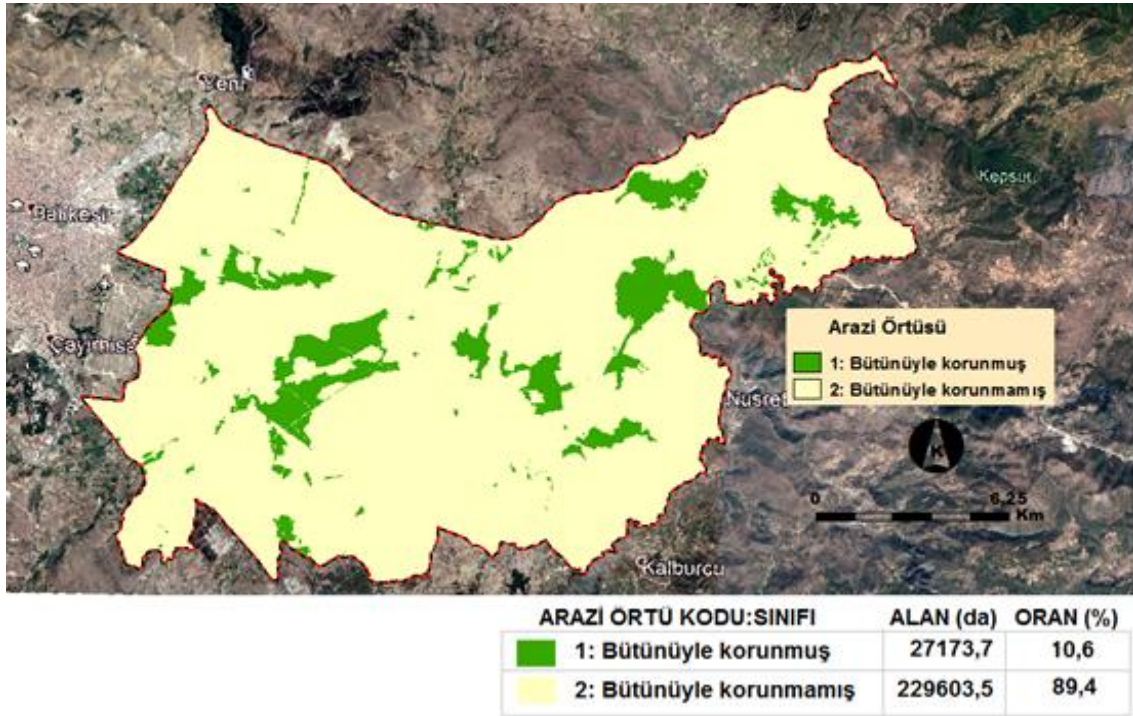 Yeni
Kepsut
Balıkesir
Arazi Örtüsü
1: Bütünüyle korunmuş
Çayırhisa
2: Bütünüyle korunmamış
Nusret
K
0 6,25
Km
Kalburcu
ARAZİ ÖRTÜ KODU:SINIFI ALAN (da) ORAN (%)
1: Bütünüyle korunmuş 27173,7 10,6
2: Bütünüyle korunmamış 229603,5 89,4